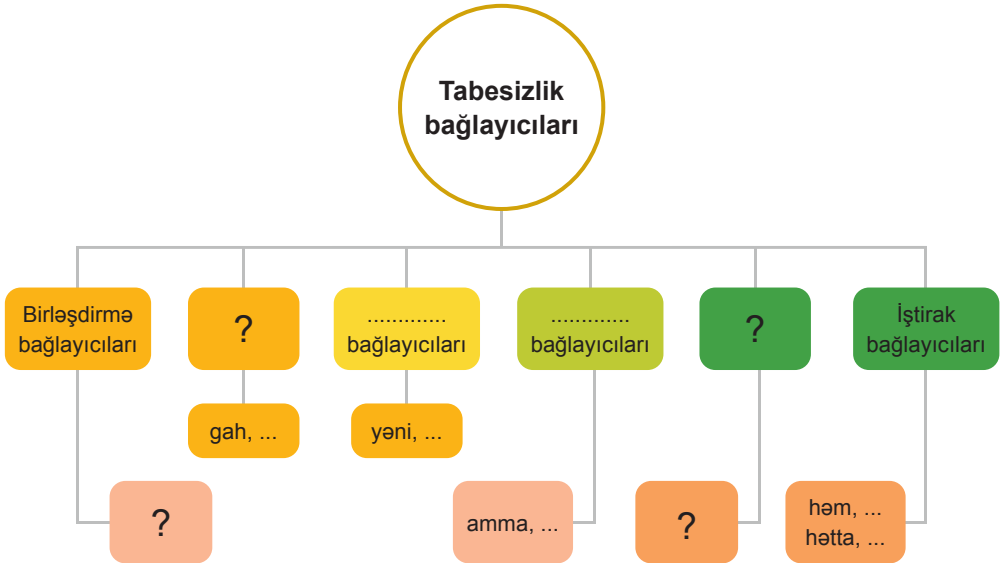 Tabesizlik
bağlayıcıları
Birləşdirmə
bağlayıcıları
?
.............
bağlayıcıları
.............
bağlayıcıları
?
İştirak
bağlayıcıları
gah, ...
yəni, ...
?
amma, ...
?
həm, ...
hətta, ...